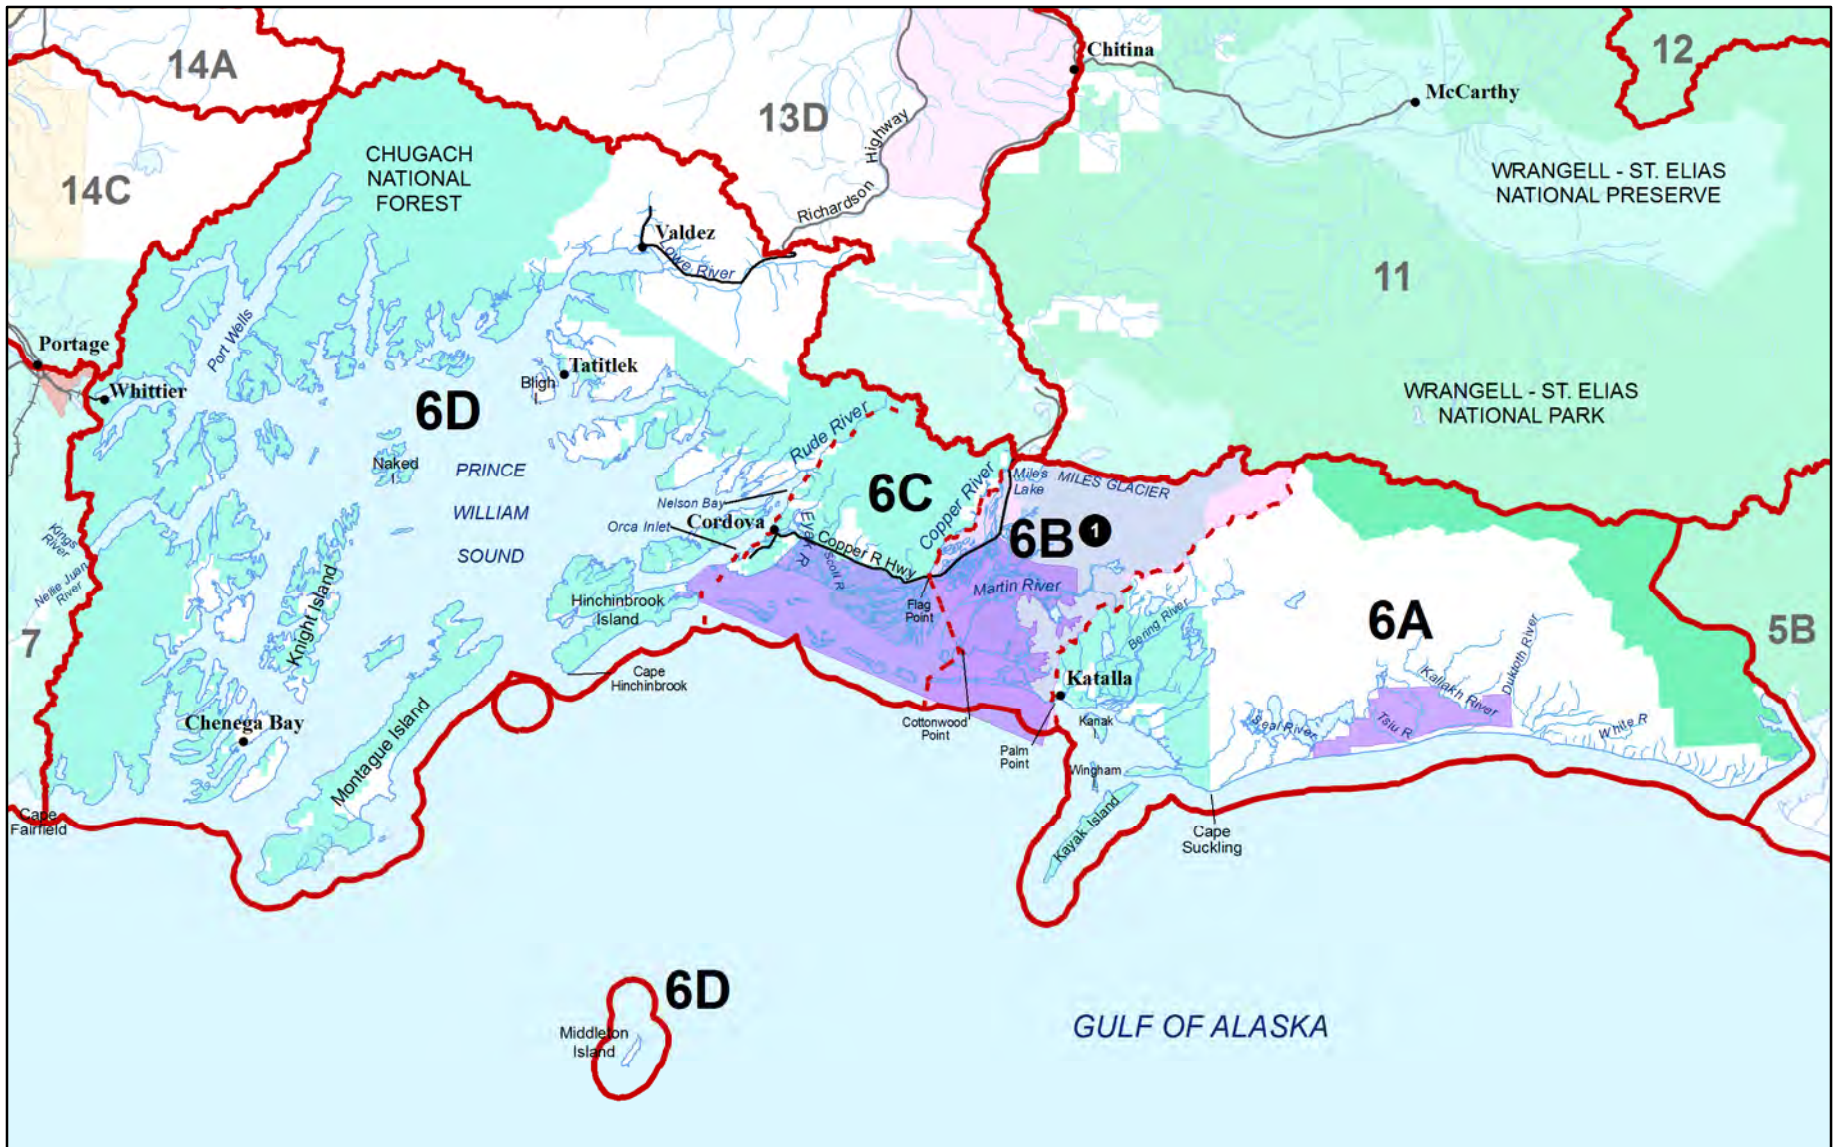 14A
13D
Chitina
12
McCarthy
Richardson
Highway
CHUGACH
NATIONAL
FOREST
14C
WRANGELL - ST. ELIAS
NATIONAL PRESERVE
Valdez
Lowe River
11
Port Wells
Portage
Whittier
Tatitlek
Bligh
I.
6D
WRANGELL - ST. ELIAS
NATIONAL PARK
Rude River
Naked
I.
PRINCE
WILLIAM
SOUND
6C
Copper River
Miles
Lake
MILES GLACIER
Nelson Bay
Orca Inlet
Cordova
Eyak R
Scott R
Copper R Hwy
6B
1
Kings
River
Nellie Juan
River
Knight Island
Hinchinbrook
Island
Flag
Point
Martin River
Bering River
6A
5B
7
Cape
Hinchinbrook
Katalla
Kaliakh River
Duktoth River
Chenega Bay
Montague Island
Cottonwood
Point
Palm
Point
Kanak
I.
Seal River
Tsiu R
White R
Wingham
I.
Kayak Island
Cape
Suckling
Cape
Fairfield
6D
Middleton
Island
GULF OF ALASKA